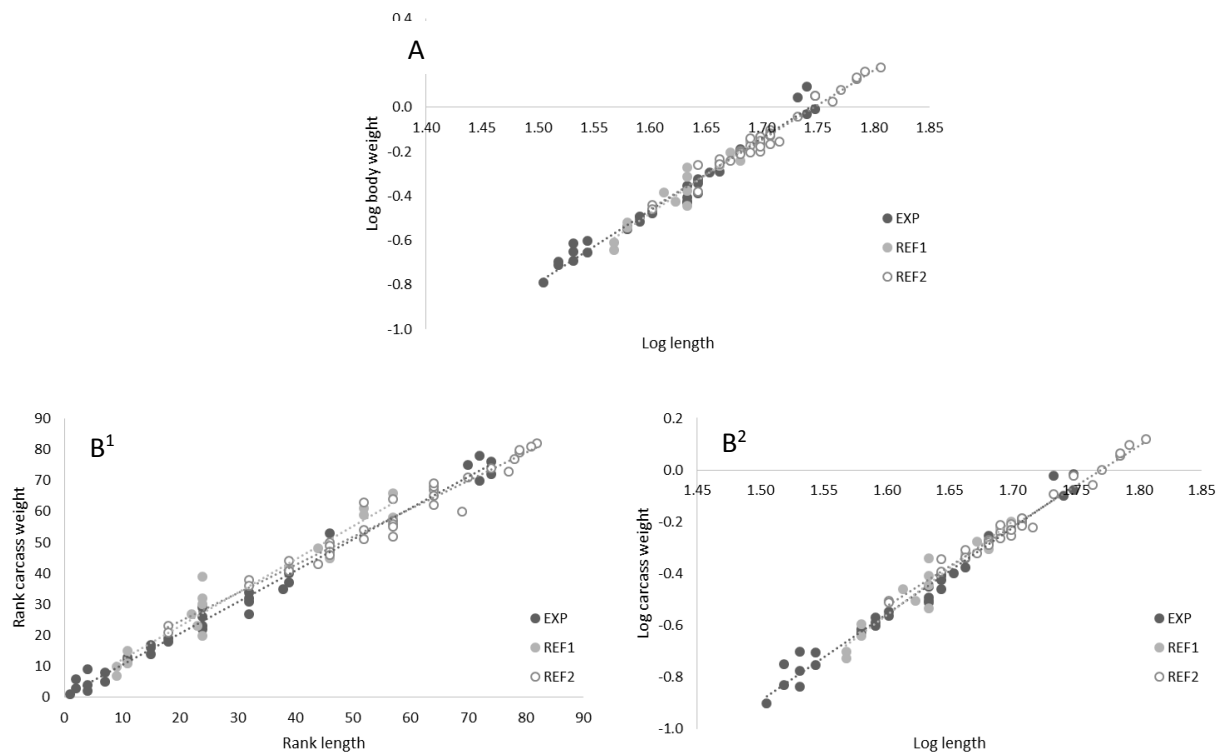 0.4
A
0.0
1.40 1.45 1.50 1.55 1.60 1.65 1.70 1.75 1.80 1.85
-0.2
-0.4
-0.6
-0.8
-1.0
Log body weight
EXP
REF1
REF2
Log length
90
80
70
60
50
40
30
20
10
0
B1
Rank carcass weight
EXP
REF1
REF2
0 10 20 30 40 50 60 70 80 90
Rank length
0.2
B2
0.0
1.45 1.50 1.55 1.60 1.65 1.70 1.75 1.80 1.85
-0.2
-0.4
-0.6
-0.8
-1.0
Log carcass weight
EXP
REF1
REF2
Log length